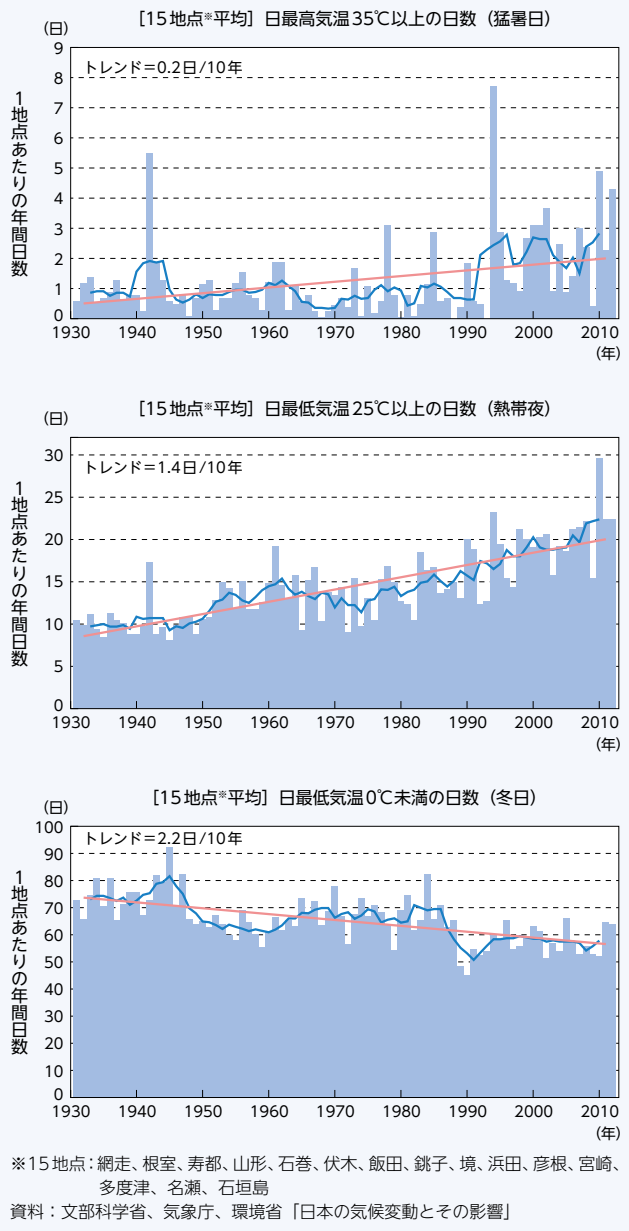 ［15地点※平均］日最高気温35℃以上の日数（猛暑日）
（日）
トレンド＝0.2日/10年
1地点あたりの年間日数
9
8
7
6
5
4
3
2
1
0
1930 1940 1950 1960 1970 1980 1990 2000 2010
（年）
［15地点※平均］日最低気温25℃以上の日数（熱帯夜）
（日）
トレンド＝1.4日/10年
1地点あたりの年間日数
30
25
20
15
10
5
0
1930 1940 1950 1960 1970 1980 1990 2000 2010
（年）
［15地点※平均］日最低気温0℃未満の日数（冬日）
（日）
トレンド＝2.2日/10年
1地点あたりの年間日数
100
90
80
70
60
50
40
30
20
10
0
1930 1940 1950 1960 1970 1980 1990 2000 2010
（年）
※15地点：網走、根室、寿都、山形、石巻、伏木、飯田、銚子、境、浜田、彦根、宮崎、
多度津、名瀬、石垣島
資料：文部科学省、気象庁、環境省「日本の気候変動とその影響」